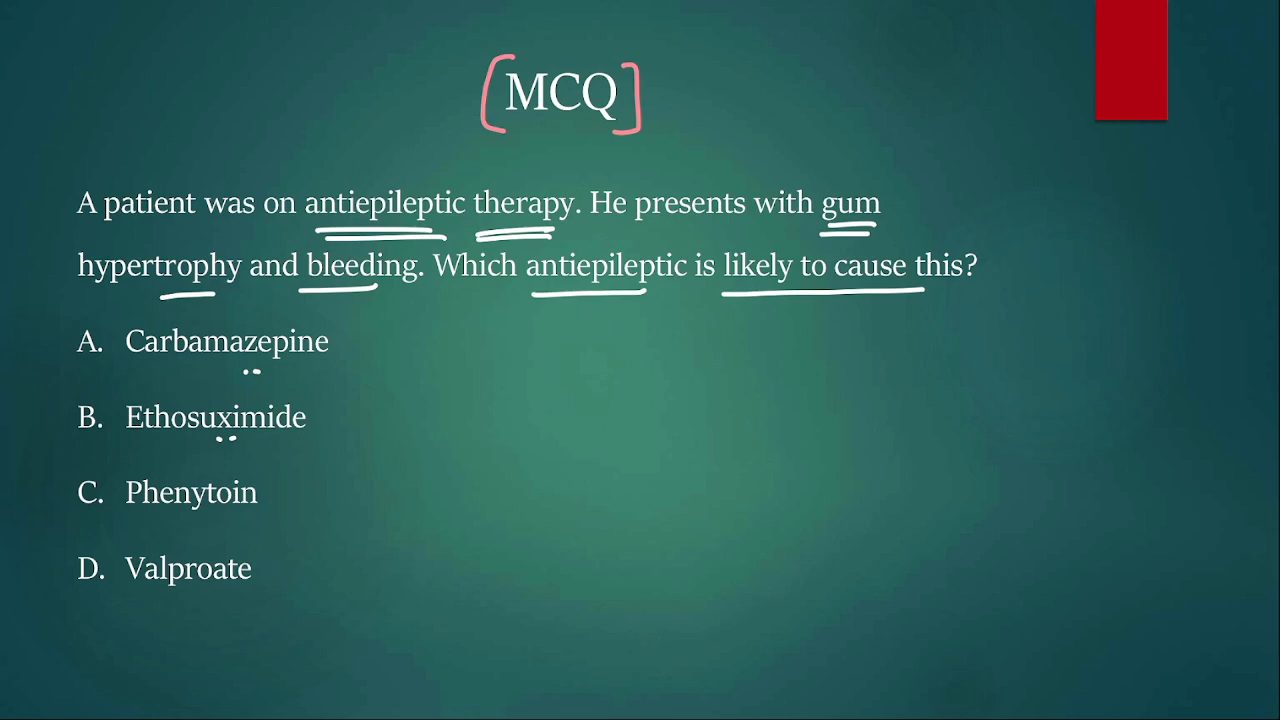 MCQ
A patient was on antiepileptic therapy. He presents with gum
hypertrophy and bleeding. Which antiepileptic is likely to cause this?
A. Carbamazepine
B. Ethosuximide
C. Phenytoin
D. Valproate